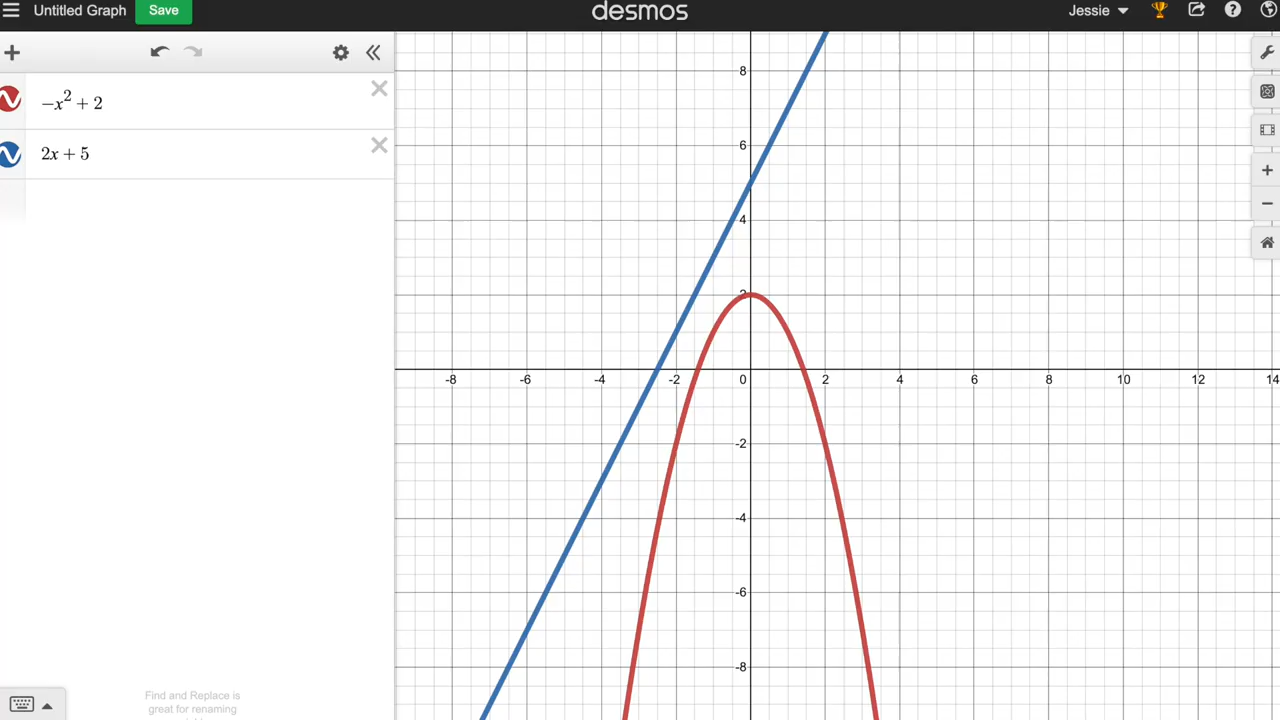 Untitled Graph Save desmos Jessie
-x² + 2
2x + 5
8
6
4
2
-8 -6 -4 -2 0 2 4 6 8 10 12 14
-2
-4
-6
-8
Find and Replace is
great for renaming